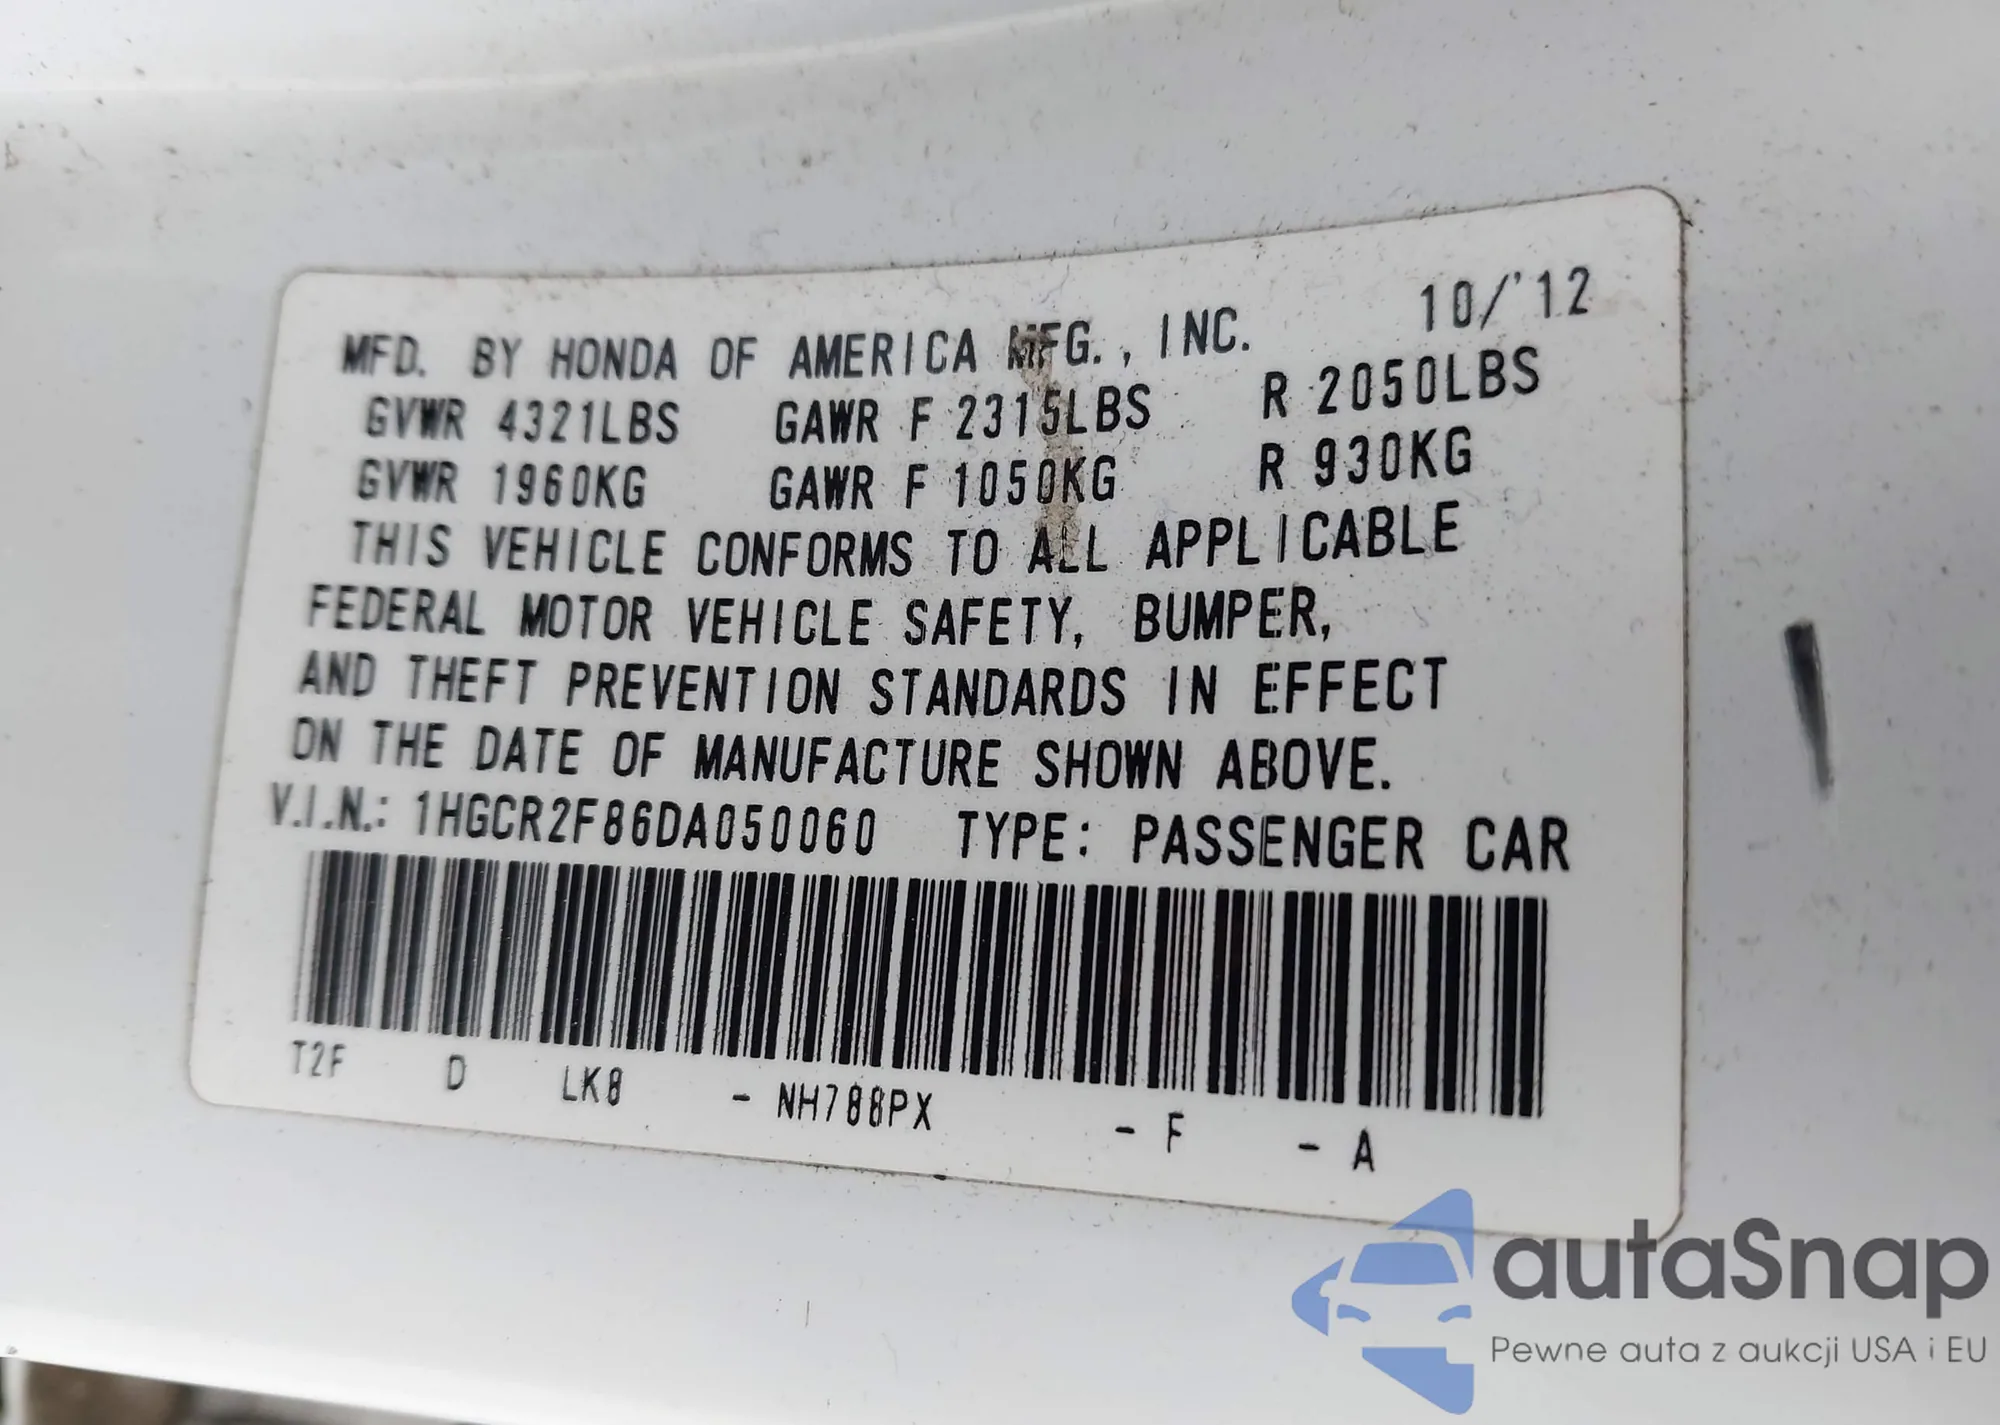 MFD. BY HONDA OF AMERICA MFG., INC. 10/'12
GVWR 4321LBS GAWR F 2315LBS R 2050LBS
GVWR 1960KG GAWR F 1050KG R 930KG
THIS VEHICLE CONFORMS TO ALL APPLICABLE
FEDERAL MOTOR VEHICLE SAFETY, BUMPER,
AND THEFT PREVENTION STANDARDS IN EFFECT
ON THE DATE OF MANUFACTURE SHOWN ABOVE.
V.I.N.: 1HGCR2F86DA050060 TYPE: PASSENGER CAR
T2F D LK8 - NH788PX - F - A
autaSnap
Pewne auta z aukcji USA i EU